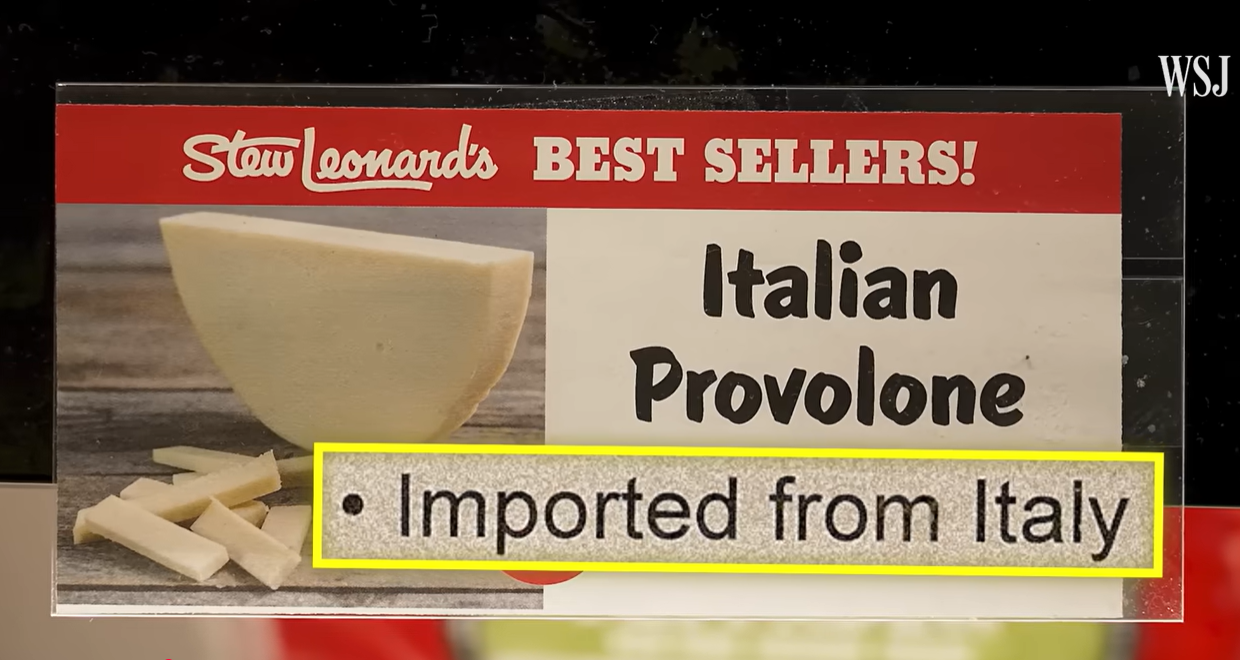 WSJ
Stew Leonard's BEST SELLERS!
Italian
Provolone
• Imported from Italy